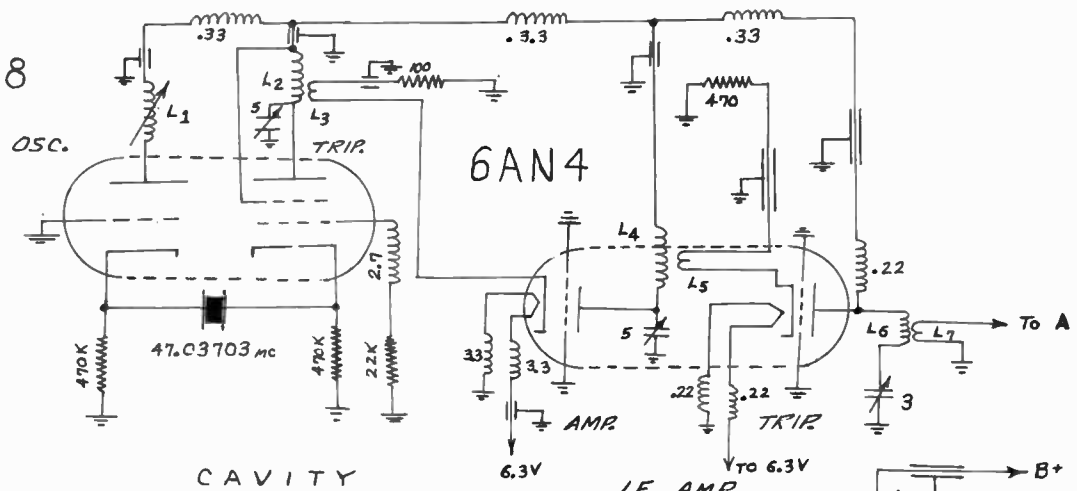 .33
.3.3
.33
8
OSC.
L1
L2
5
L3
100
TRIP.
470
6AN4
L4
L5
.22
2.7
L6
L7
To A
5
470K
47.03703 MC
470K
22K
33
3.3
.22
.22
3
AMP.
TRIP.
6.3V
TO 6.3V
CAVITY
IF AMP
B+